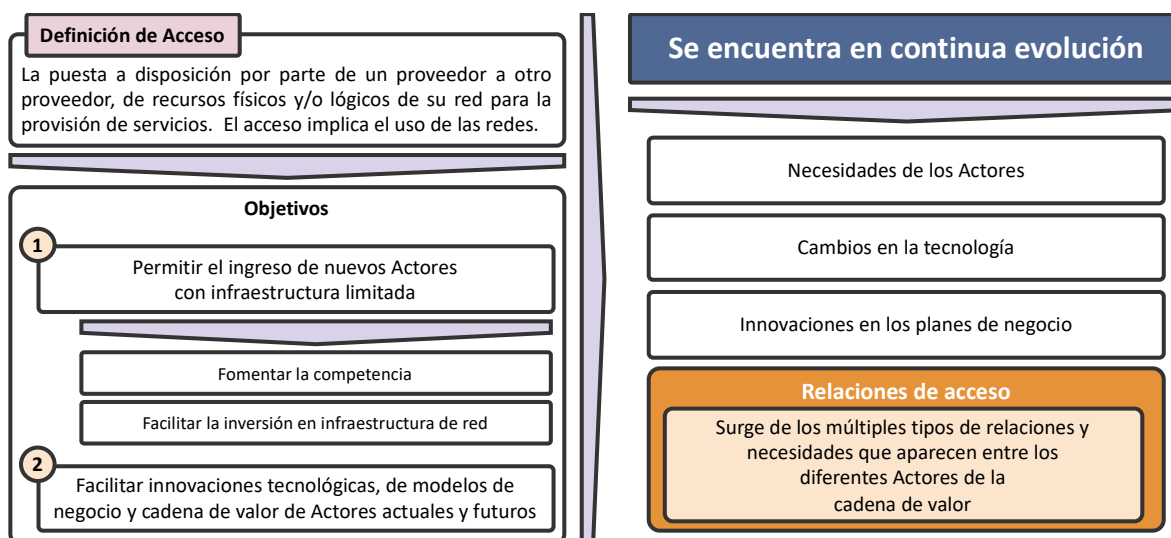 Definición de Acceso
La puesta a disposición por parte de un proveedor a otro
proveedor, de recursos físicos y/o lógicos de su red para la
provisión de servicios. El acceso implica el uso de las redes.
Objetivos
1
Permitir el ingreso de nuevos Actores
con infraestructura limitada
Fomentar la competencia
Facilitar la inversión en infraestructura de red
2
Facilitar innovaciones tecnológicas, de modelos de
negocio y cadena de valor de Actores actuales y futuros
Se encuentra en continua evolución
Necesidades de los Actores
Cambios en la tecnología
Innovaciones en los planes de negocio
Relaciones de acceso
Surge de los múltiples tipos de relaciones y
necesidades que aparecen entre los
diferentes Actores de la
cadena de valor